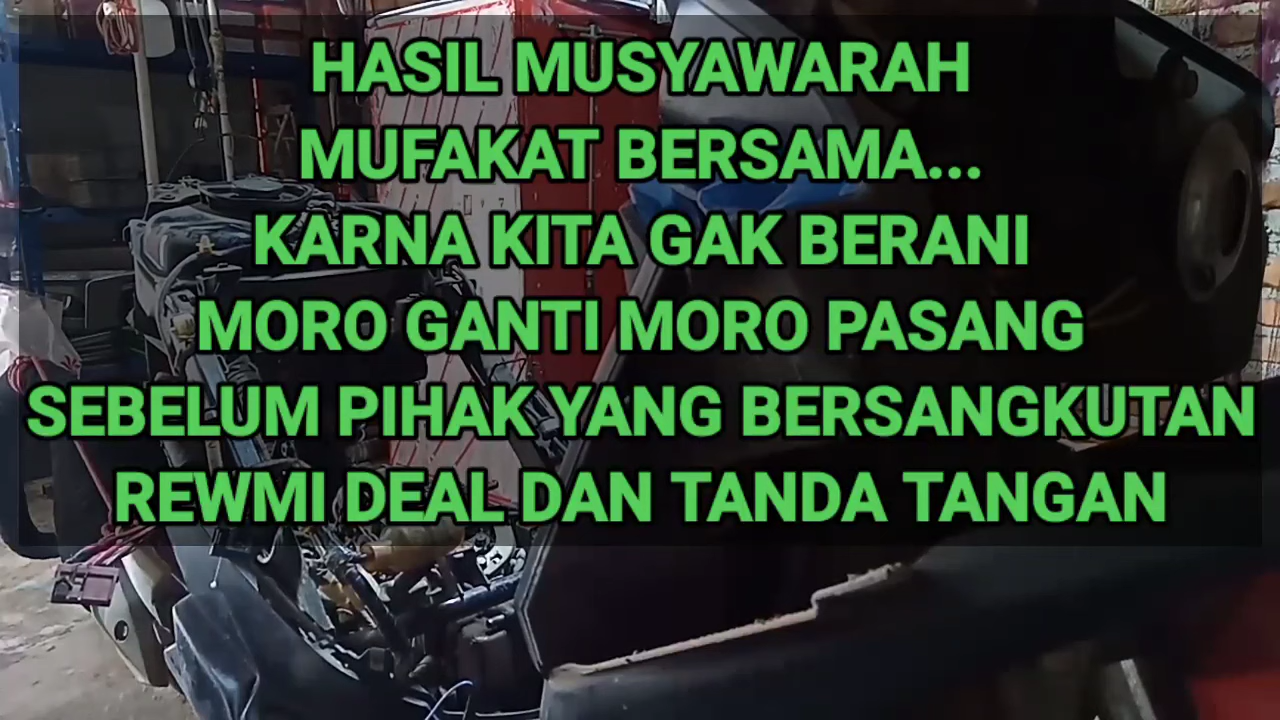 HASIL MUSYAWARAH
MUFAKAT BERSAMA...
KARNA KITA GAK BERANI
MORO GANTI MORO PASANG
SEBELUM PIHAK YANG BERSANGKUTAN
REWMI DEAL DAN TANDA TANGAN